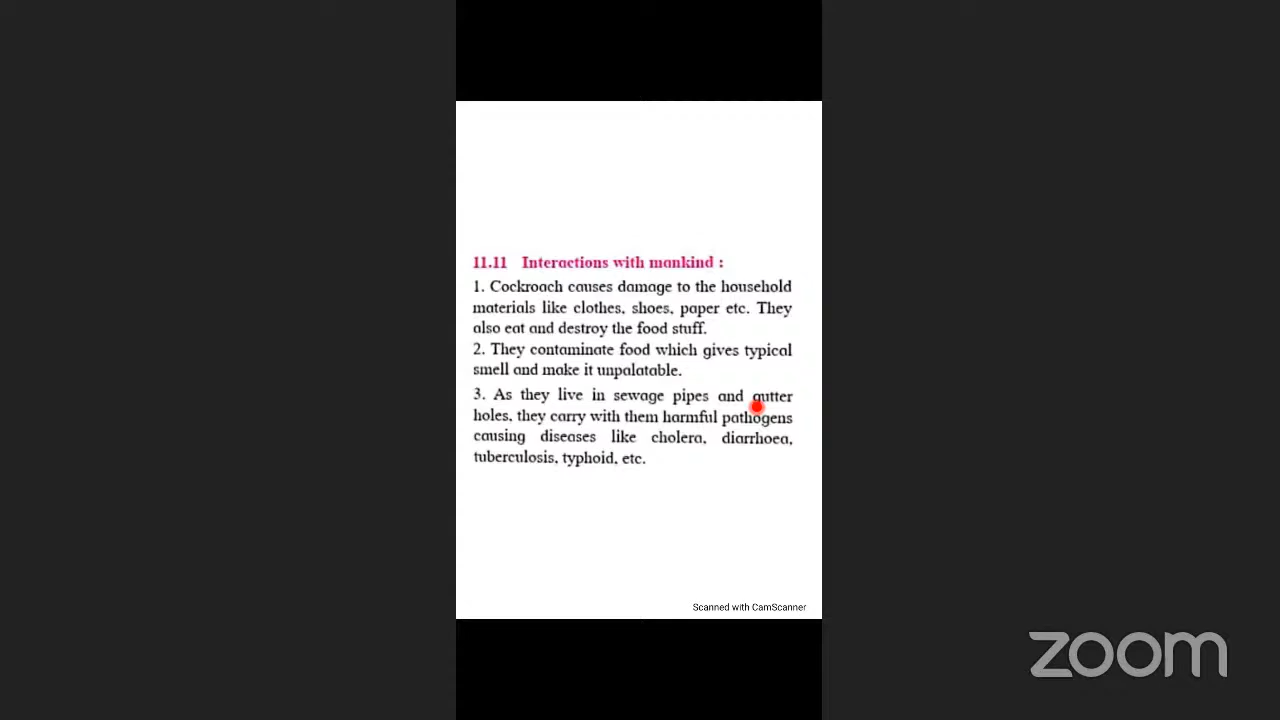 11.11 Interactions with mankind :
1. Cockroach causes damage to the household
materials like clothes, shoes, paper etc. They
also eat and destroy the food stuff.
2. They contaminate food which gives typical
smell and make it unpalatable.
3. As they live in sewage pipes and gutter
holes, they carry with them harmful pathogens
causing diseases like cholera, diarrhoea,
tuberculosis, typhoid, etc.
Scanned with CamScanner
zoom